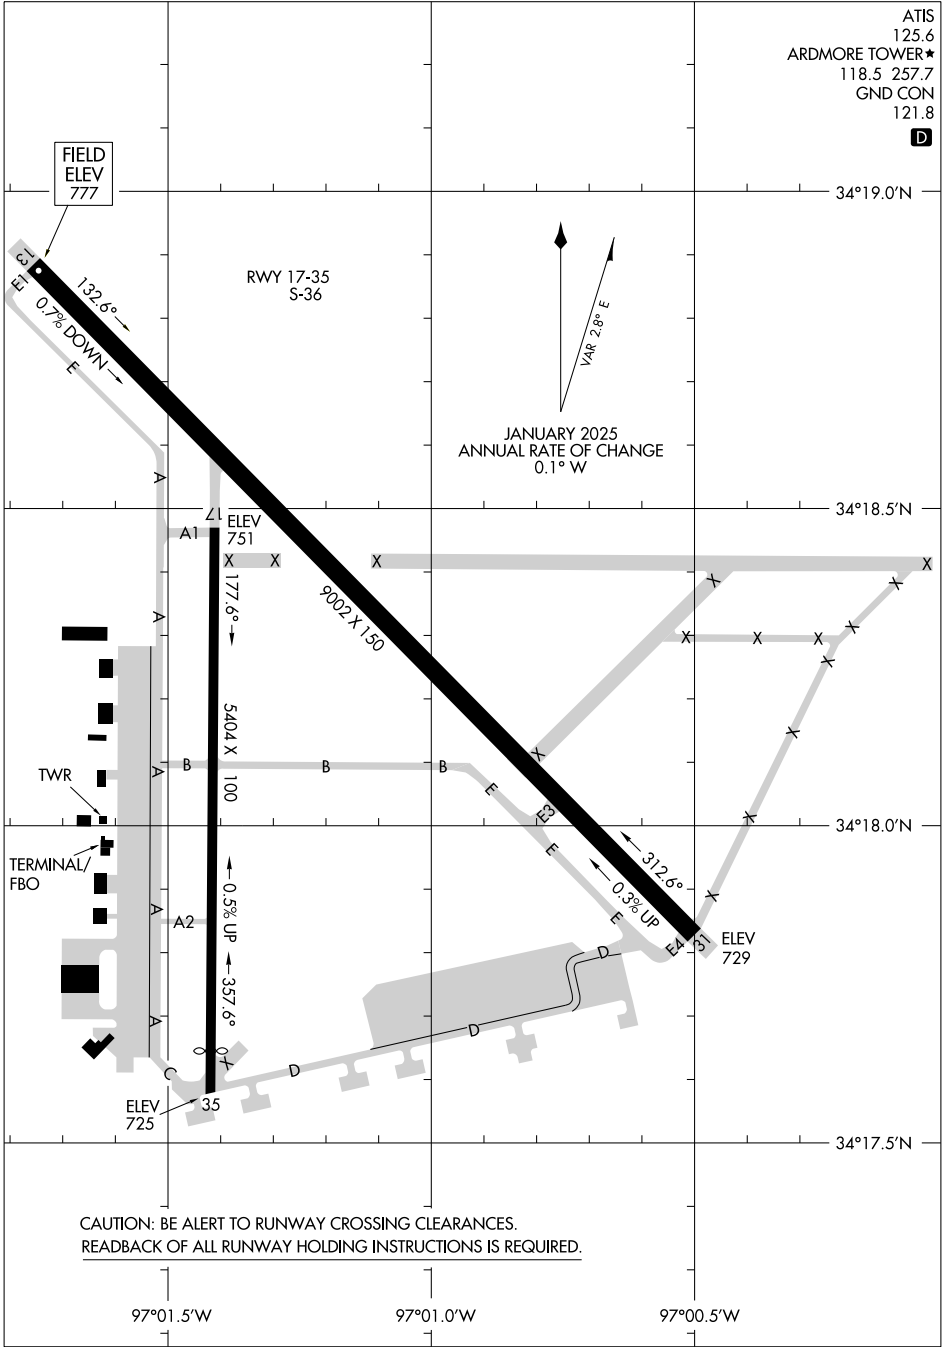 ATIS
125.6
ARDMORE TOWER★
118.5 257.7
GND CON
121.8
D
FIELD
ELEV
777
34°19.0'N
13
E1
132.6°
0.7% DOWN
E
RWY 17-35
S-36
VAR 2.8° E
JANUARY 2025
ANNUAL RATE OF CHANGE
0.1° W
A
34°18.5'N
17
ELEV
751
A1
X
X
X
X
177.6°
9002 X 150
X
X
X
X
X
X
X
A
5404 X 100
X
X
B
B
B
A
TWR
E
E3
X
34°18.0'N
TERMINAL/
FBO
E
312.6°
0.3% UP
X
A
A2
0.5% UP
E
E4
31
ELEV
729
D
357.6°
A
D
X
C
D
ELEV
725
35
34°17.5'N
CAUTION: BE ALERT TO RUNWAY CROSSING CLEARANCES.
READBACK OF ALL RUNWAY HOLDING INSTRUCTIONS IS REQUIRED.
97°01.5'W
97°01.0'W
97°00.5'W